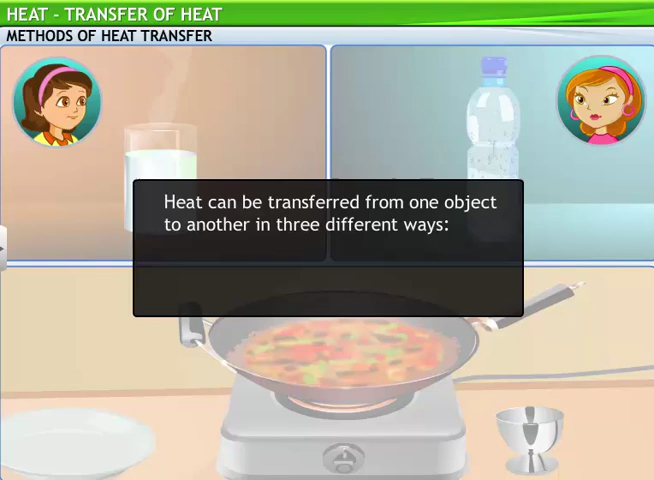 HEAT - TRANSFER OF HEAT
METHODS OF HEAT TRANSFER
Heat can be transferred from one object
to another in three different ways: